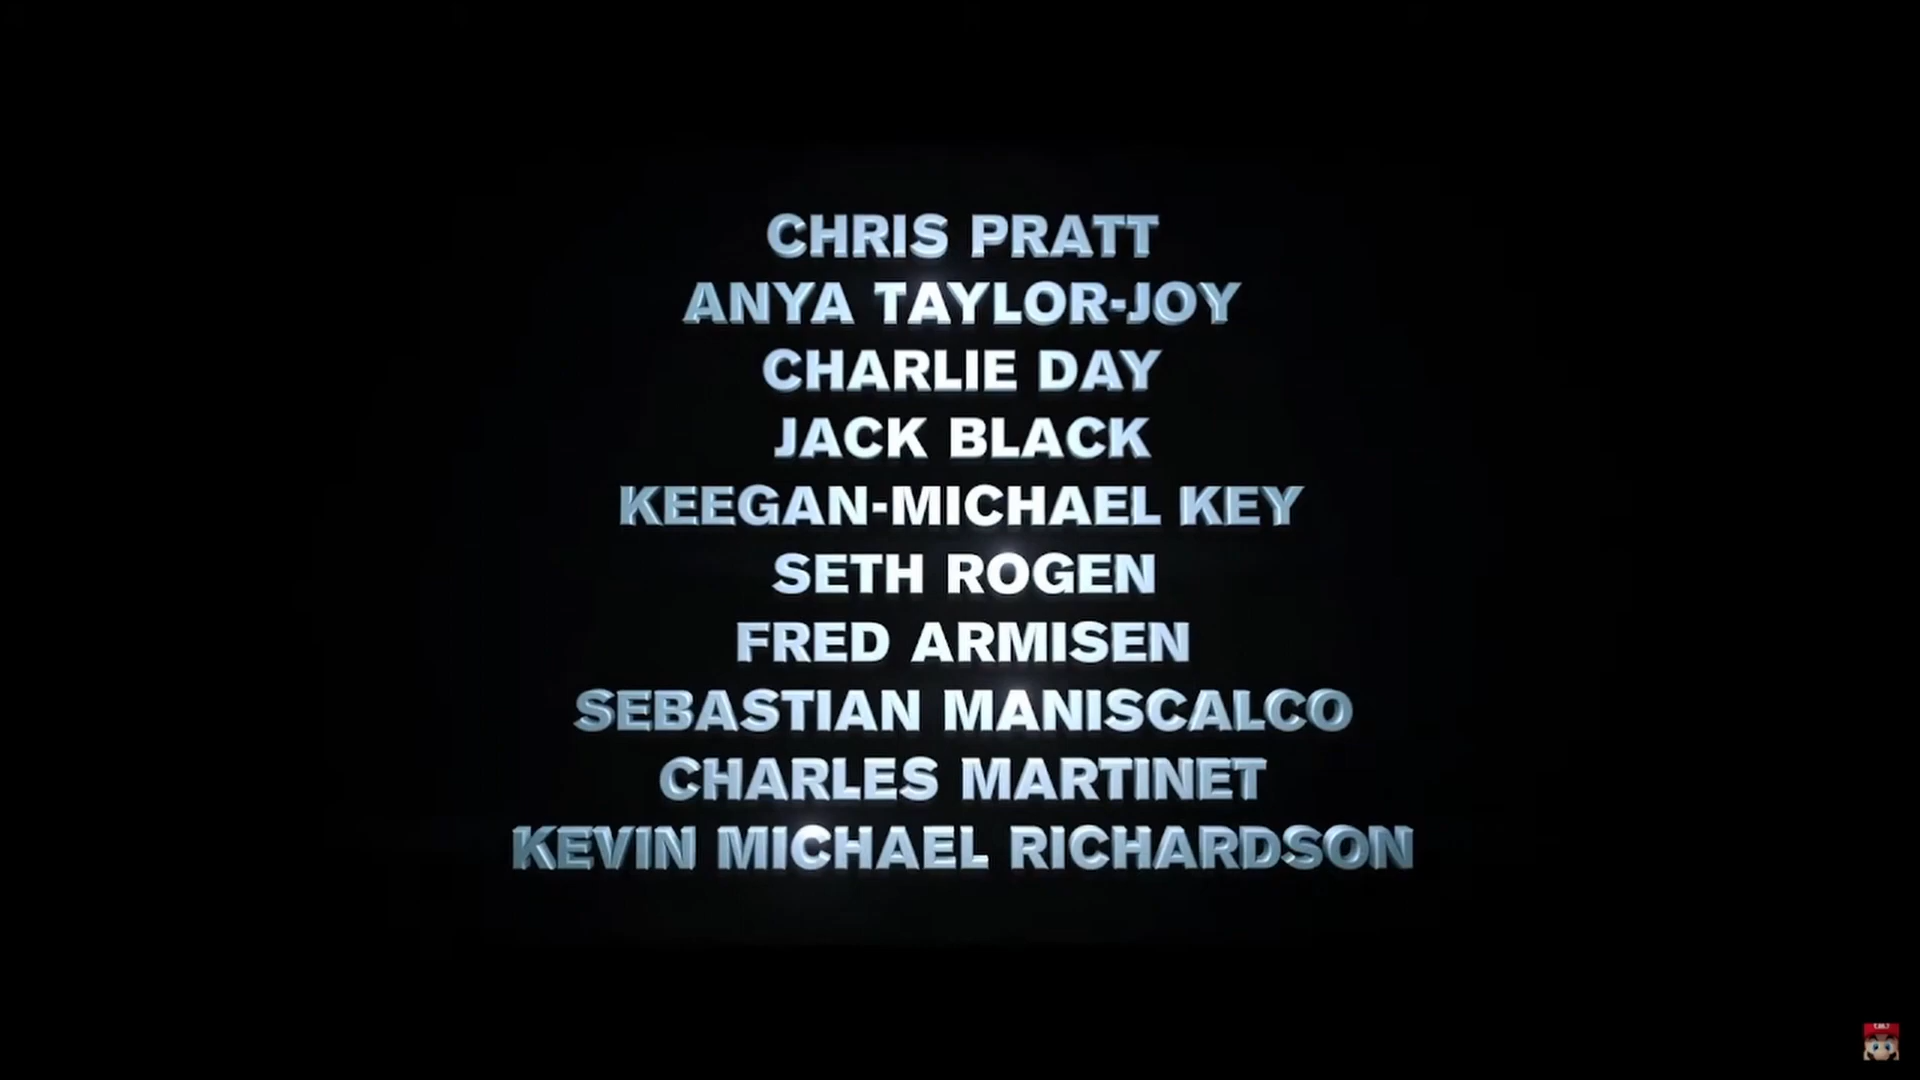 CHRIS PRATT
ANYA TAYLOR-JOY
CHARLIE DAY
JACK BLACK
KEEGAN-MICHAEL KEY
SETH ROGEN
FRED ARMISEN
SEBASTIAN MANISCALCO
CHARLES MARTINET
KEVIN MICHAEL RICHARDSON